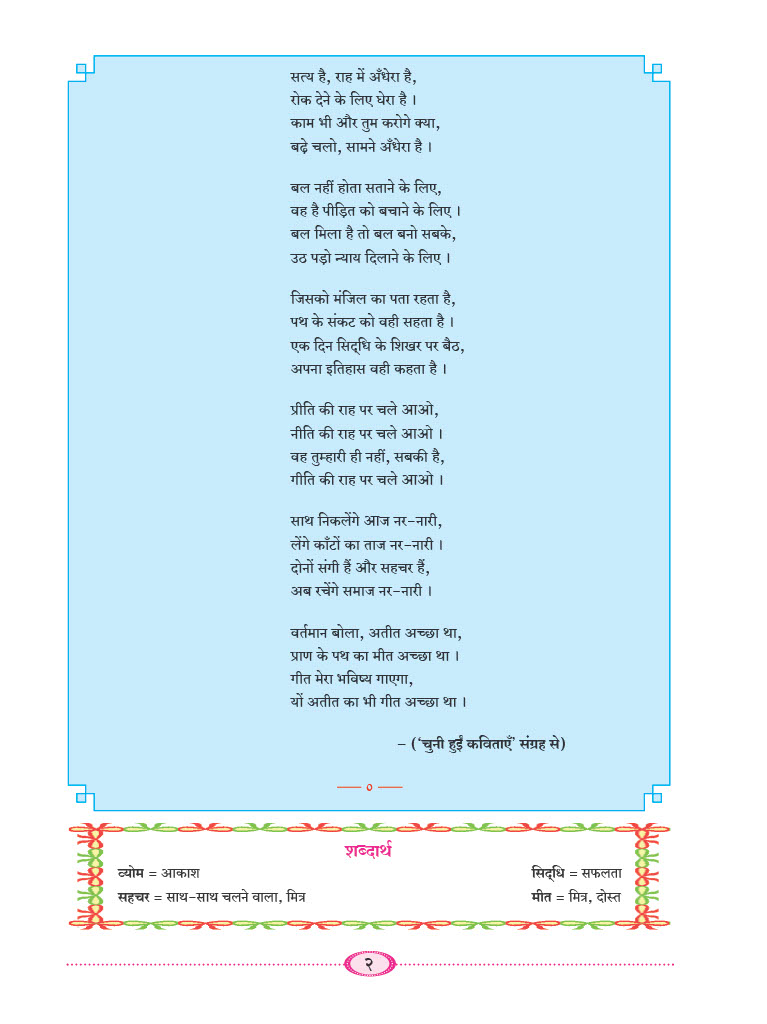 सत्य है, राह में अँधेरा है,
रोक देने के लिए घेरा है ।
काम भी और तुम करोगे क्या,
बढ़े चलो, सामने अँधेरा है ।
बल नहीं होता सताने के लिए,
वह है पीड़ित को बचाने के लिए ।
बल मिला है तो बल बनो सबके,
उठ पड़ो न्याय दिलाने के लिए ।
जिसको मंजिल का पता रहता है,
पथ के संकट को वही सहता है ।
एक दिन सिद्‌धि के शिखर पर बैठ,
अपना इतिहास वही कहता है ।
प्रीति की राह पर चले आओ,
नीति की राह पर चले आओ ।
वह तुम्हारी ही नहीं, सबकी है,
गीति की राह पर चले आओ ।
साथ निकलेंगे आज नर-नारी,
लेंगे काँटों का ताज नर-नारी ।
दोनों संगी हैं और सहचर हैं,
अब रचेंगे समाज नर-नारी ।
वर्तमान बोला, अतीत अच्छा था,
प्राण के पथ का मीत अच्छा था ।
गीत मेरा भविष्य गाएगा,
यों अतीत का भी गीत अच्छा था ।
– (‘चुनी हुईं कविताएँ’ संग्रह से)
— ० —
शब्दार्थ
व्योम = आकाश
सिद्‌धि = सफलता
सहचर = साथ-साथ चलने वाला, मित्र
मीत = मित्र, दोस्त
२